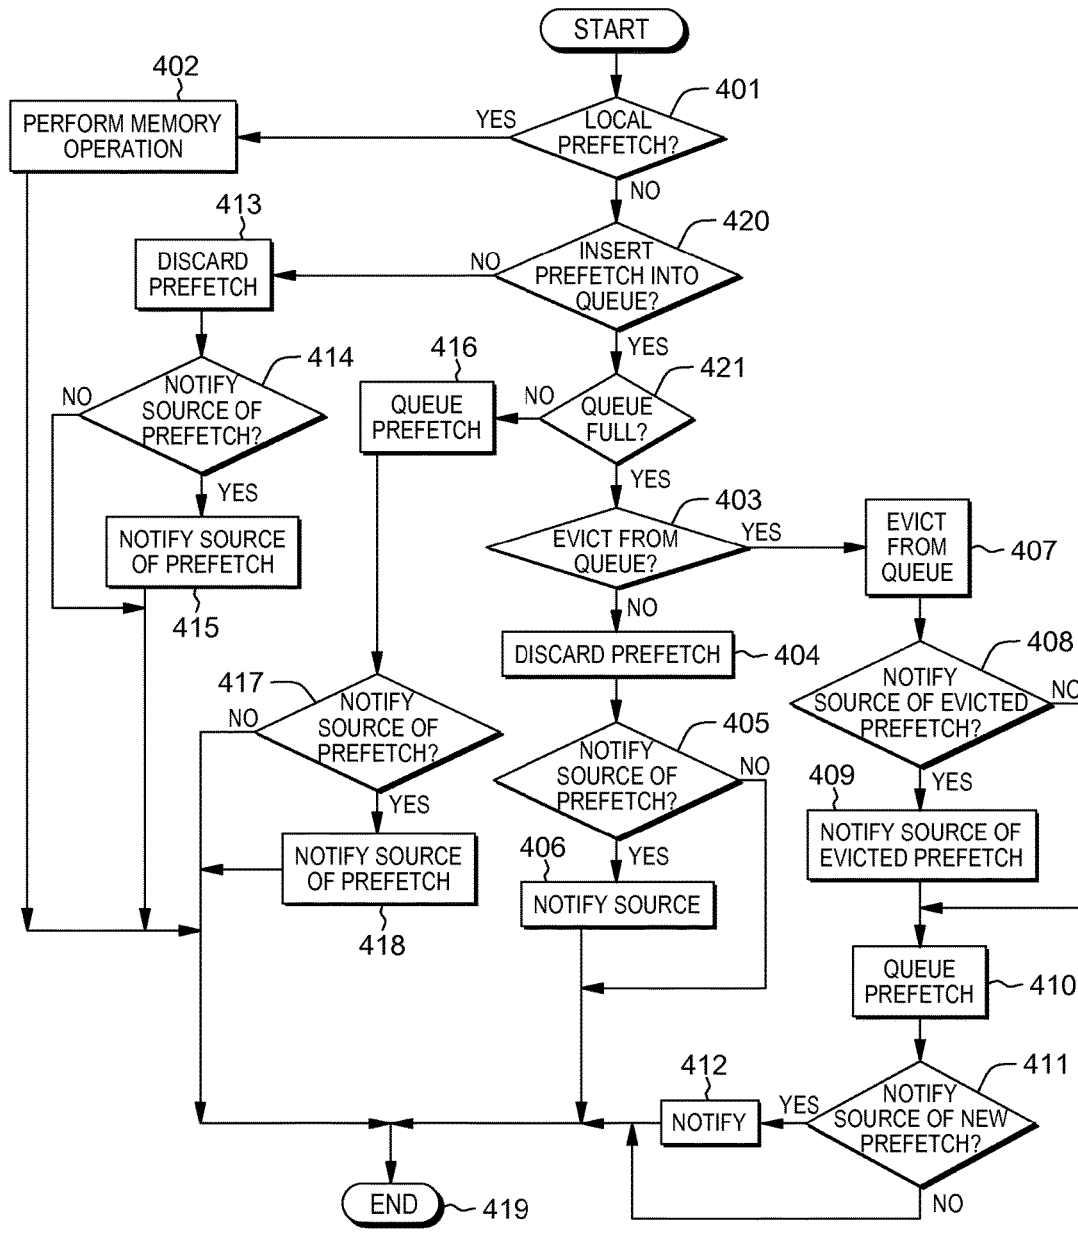 START
402
401
PERFORM MEMORY
OPERATION
YES
LOCAL
PREFETCH?
NO
413
420
DISCARD
PREFETCH
NO
INSERT
PREFETCH INTO
QUEUE?
YES
414
416
421
NO
NOTIFY
SOURCE OF
PREFETCH?
QUEUE
PREFETCH
NO
QUEUE
FULL?
YES
YES
403
NOTIFY SOURCE
OF PREFETCH
415
EVICT FROM
QUEUE?
YES
EVICT
FROM
QUEUE
407
NO
DISCARD PREFETCH
404
408
417
NO
NOTIFY
SOURCE OF
PREFETCH?
NOTIFY
SOURCE OF EVICTED
PREFETCH?
NO
405
NOTIFY
SOURCE OF
PREFETCH?
NO
YES
YES
409
NOTIFY SOURCE
OF PREFETCH
418
406
YES
NOTIFY SOURCE OF
EVICTED PREFETCH
NOTIFY SOURCE
QUEUE
PREFETCH
410
411
412
NOTIFY
YES
NOTIFY
SOURCE OF NEW
PREFETCH?
NO
END
419